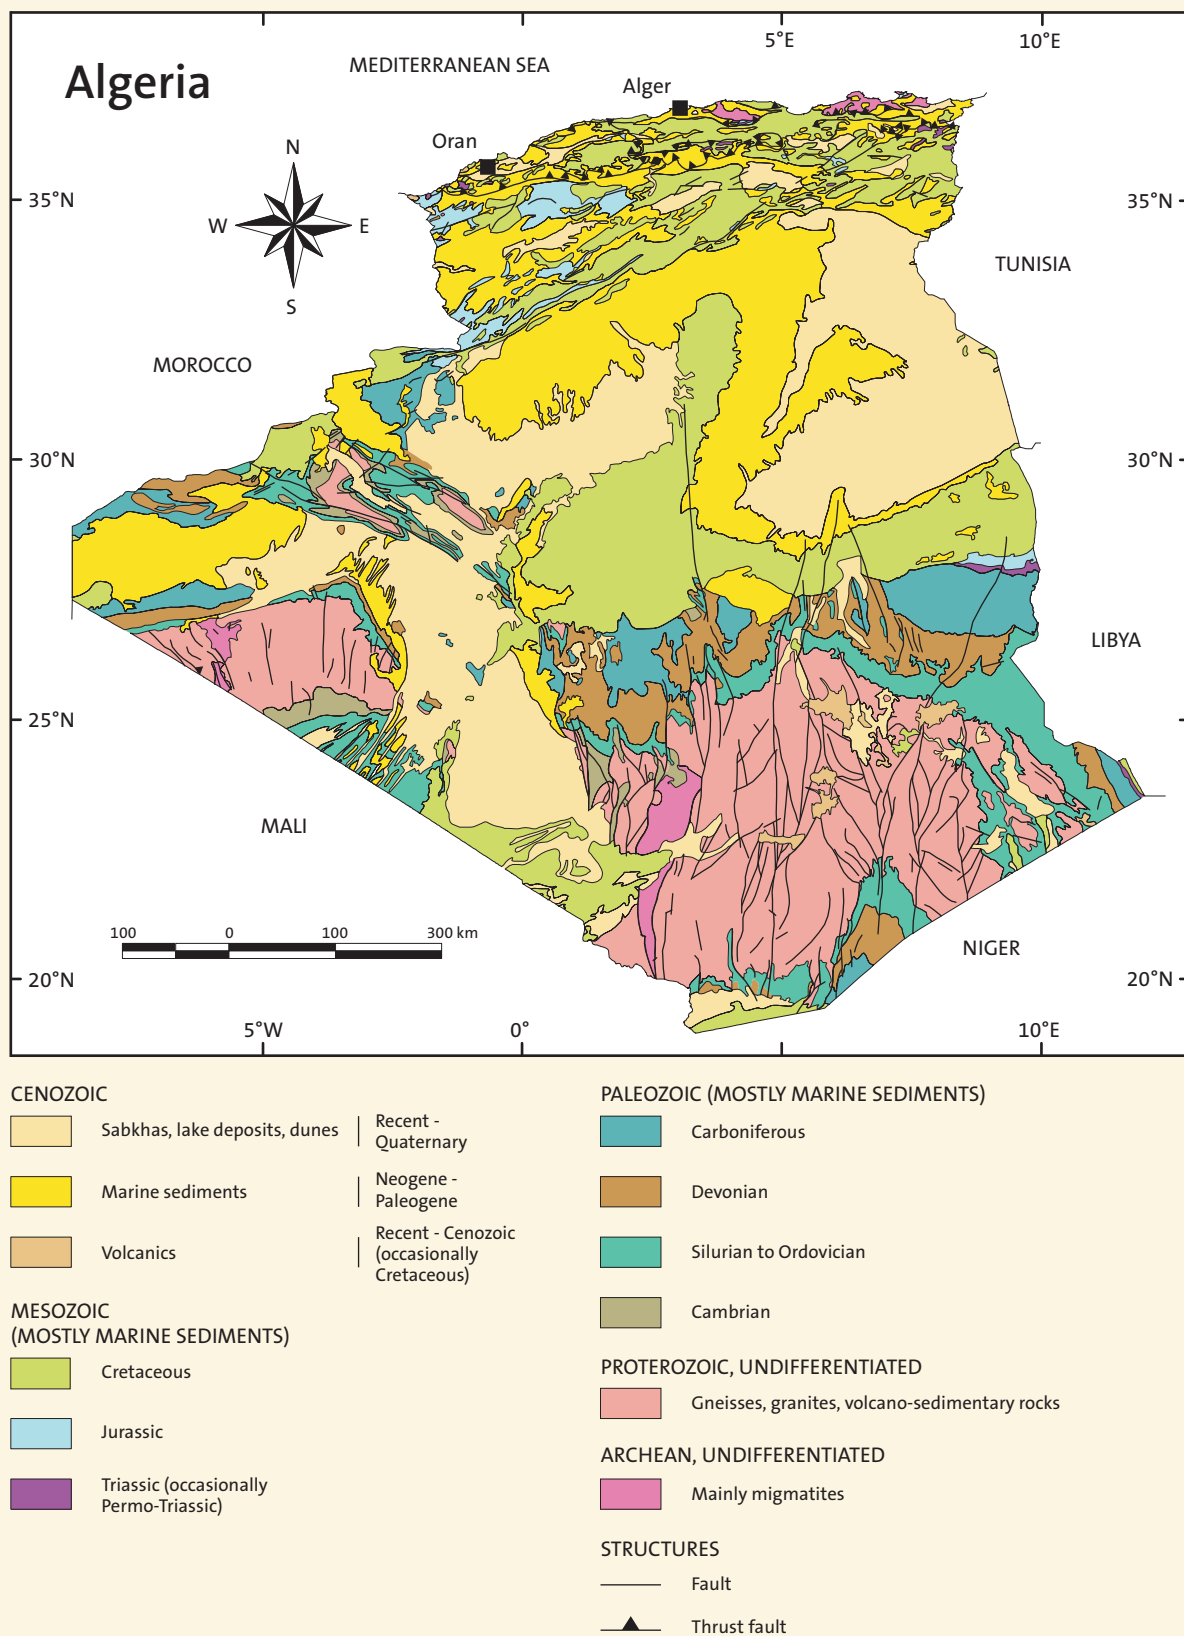 5°E
10°E
MEDITERRANEAN SEA
Algeria
Alger
Oran
N
W
E
S
35°N
35°N
TUNISIA
MOROCCO
30°N
30°N
LIBYA
25°N
MALI
100
0
100
300 km
NIGER
20°N
20°N
5°W
0°
10°E
CENOZOIC
Sabkhas, lake deposits, dunes
Recent -
Quaternary
Marine sediments
Neogene -
Paleogene
Volcanics
Recent - Cenozoic
(occasionally
Cretaceous)
MESOZOIC
(MOSTLY MARINE SEDIMENTS)
Cretaceous
Jurassic
Triassic (occasionally
Permo-Triassic)
PALEOZOIC (MOSTLY MARINE SEDIMENTS)
Carboniferous
Devonian
Silurian to Ordovician
Cambrian
PROTEROZOIC, UNDIFFERENTIATED
Gneisses, granites, volcano-sedimentary rocks
ARCHEAN, UNDIFFERENTIATED
Mainly migmatites
STRUCTURES
Fault
Thrust fault